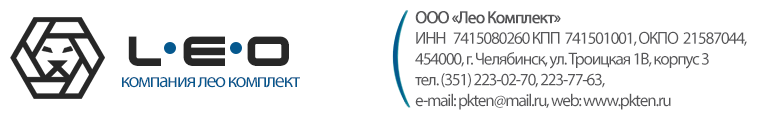 L•E•O
компания лео комплект
ООО «Лео Комплект»
ИНН 7415080260 КПП 741501001, ОКПО 21587044,
454000, г. Челябинск, ул. Троицкая 1В, корпус 3
тел. (351) 223-02-70, 223-77-63,
e-mail: pkten@mail.ru, web: www.pkten.ru